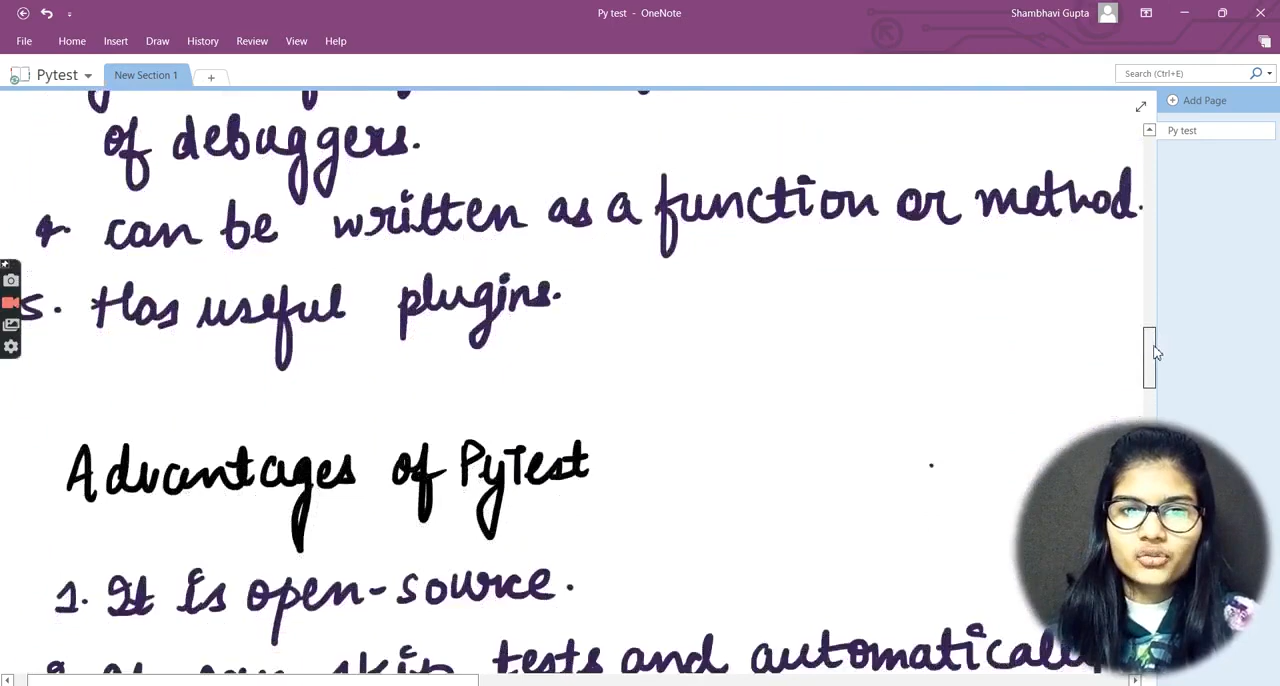 Py test - OneNote
Shambhavi Gupta
File Home Insert Draw History Review View Help
Pytest
New Section 1
+
Search (Ctrl+E)
Add Page
Py test
of debuggers.
4. can be written as a function or method.
5. Has useful plugins.
Advantages of PyTest
1. It is open-source.
skip tests and automatically